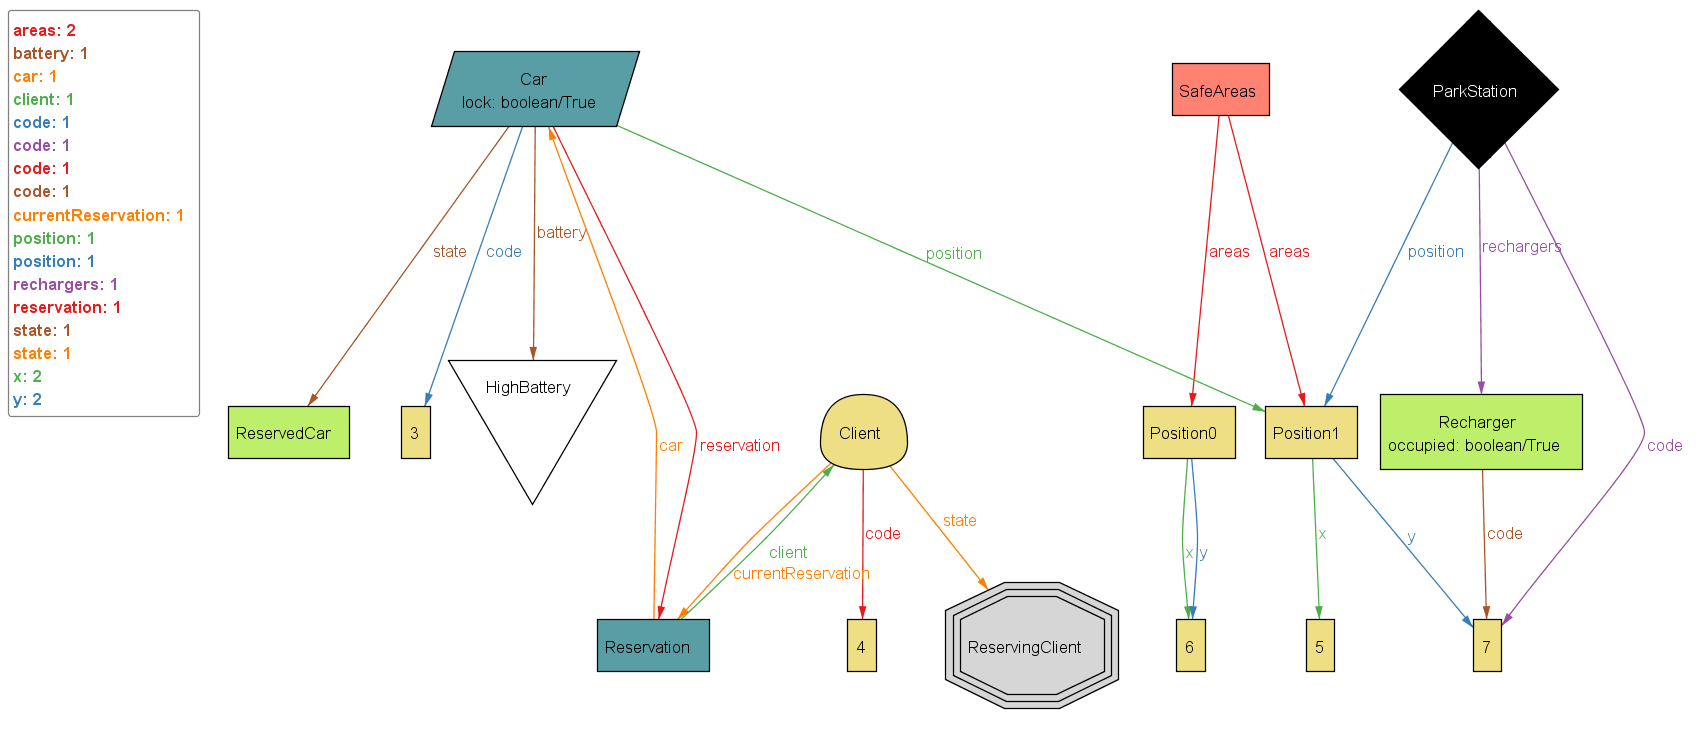 areas: 2
battery: 1
car: 1
client: 1
code: 1
code: 1
code: 1
code: 1
currentReservation: 1
position: 1
position: 1
rechargers: 1
reservation: 1
state: 1
state: 1
x: 2
y: 2
Car
lock: boolean/True
SafeAreas
ParkStation
state
code
battery
position
areas
areas
position
rechargers
ReservedCar
3
HighBattery
car
reservation
Client
Position0
Position1
Recharger
occupied: boolean/True
code
client
currentReservation
code
state
x
y
x
y
code
Reservation
4
ReservingClient
6
5
7